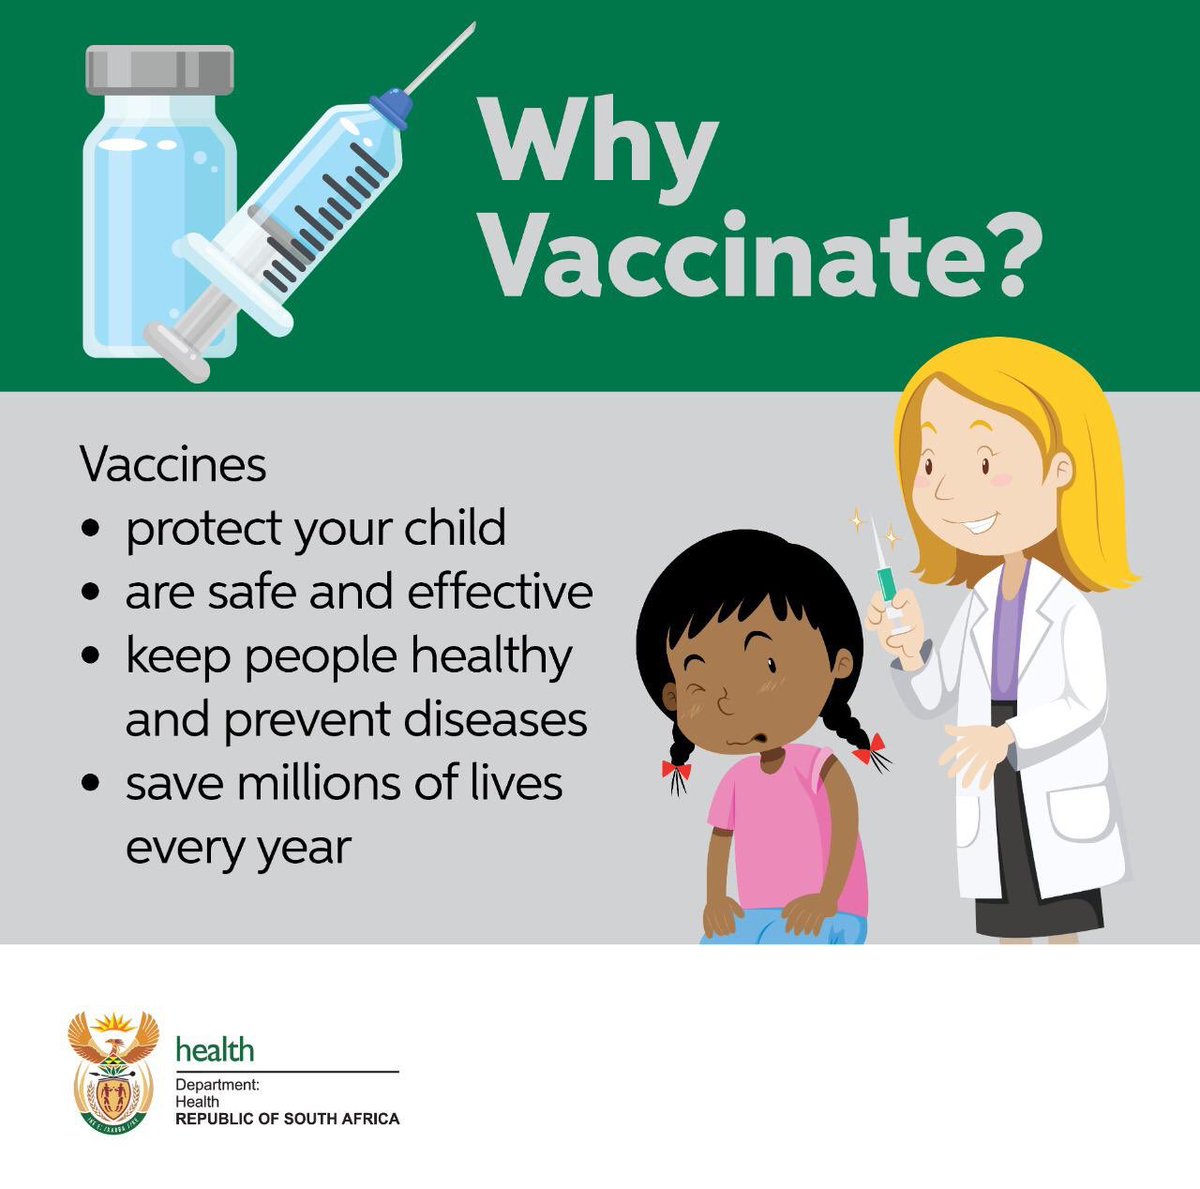 Why
Vaccinate?
Vaccines
• protect your child
• are safe and effective
• keep people healthy
and prevent diseases
• save millions of lives
every year
health
Department:
Health
REPUBLIC OF SOUTH AFRICA